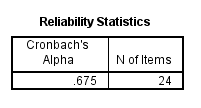 Reliability Statistics
Cronbach's
Alpha N of Items
.675 24